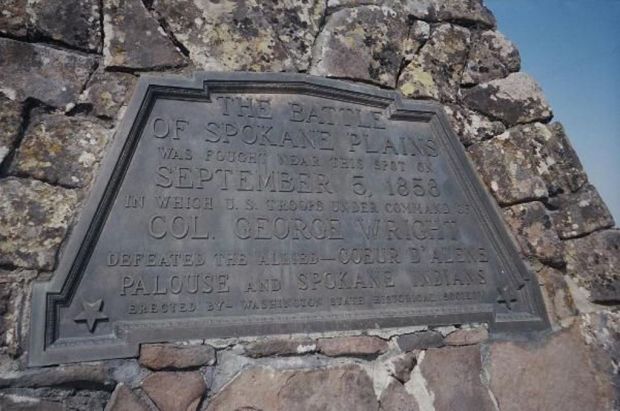 THE BATTLE
OF SPOKANE PLAINS
WAS FOUGHT NEAR THIS SPOT ON
SEPTEMBER 5, 1858
IN WHICH U.S. TROOPS UNDER COMMAND OF
COL. GEORGE WRIGHT
DEFEATED THE ALLIED—COEUR D'ALENE
PALOUSE AND SPOKANE INDIANS
ERECTED BY—WASHINGTON STATE HISTORICAL SOCIETY